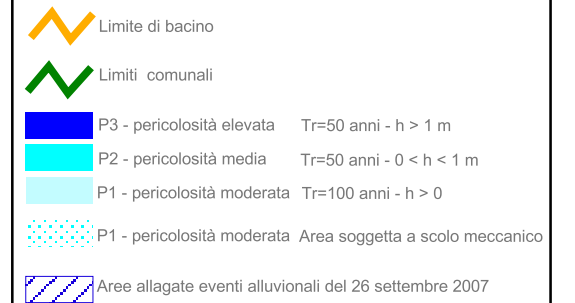 Limite di bacino
Limiti comunali
P3 - pericolosità elevata Tr=50 anni - h > 1 m
P2 - pericolosità media Tr=50 anni - 0 < h < 1 m
P1 - pericolosità moderata Tr=100 anni - h > 0
P1 - pericolosità moderata Area soggetta a scolo meccanico
Aree allagate eventi alluvionali del 26 settembre 2007